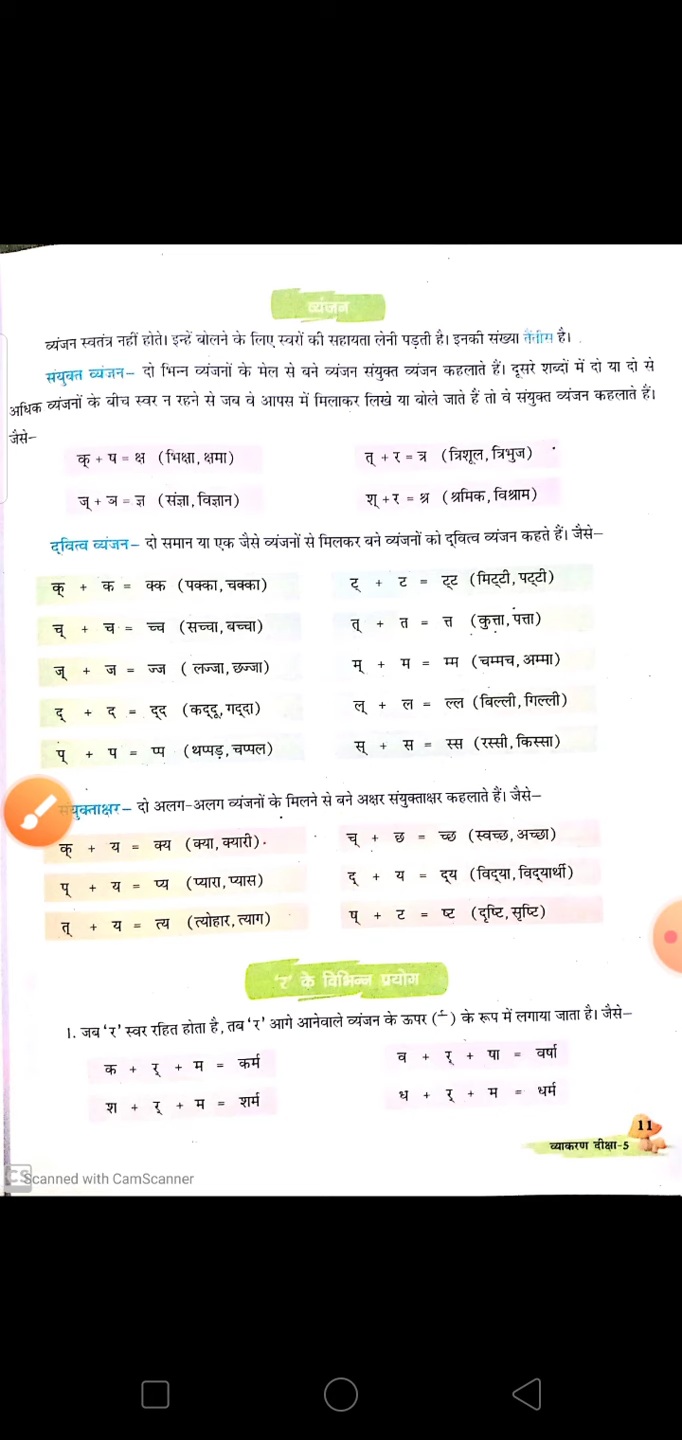 व्यंजन
व्यंजन स्वतंत्र नहीं होते। इन्हें बोलने के लिए स्वरों की सहायता लेनी पड़ती है। इनकी संख्या तैंतीस है।
संयुक्त व्यंजन– दो भिन्न व्यंजनों के मेल से बने व्यंजन संयुक्त व्यंजन कहलाते हैं। दूसरे शब्दों में दो या दो से
अधिक व्यंजनों के बीच स्वर न रहने से जब वे आपस में मिलाकर लिखे या बोले जाते हैं तो वे संयुक्त व्यंजन कहलाते हैं।
जैसे–
क् + ष = क्ष (भिक्षा, क्षमा) त् + र = त्र (त्रिशूल, त्रिभुज)
ज् + ञ = ज्ञ (संज्ञा, विज्ञान) श् + र = श्र (श्रमिक, विश्राम)
द्‌वित्व व्यंजन– दो समान या एक जैसे व्यंजनों से मिलकर बने व्यंजनों को द्‌वित्व व्यंजन कहते हैं। जैसे–
क् + क = क्क (पक्का, चक्का) ट् + ट = ट्‌ट (मिट्‌टी, पट्‌टी)
च् + च = च्च (सच्चा, बच्चा) त् + त = त्त (कुत्ता, पत्ता)
ज् + ज = ज्ज (लज्जा, छज्जा) म् + म = म्म (चम्मच, अम्मा)
द् + द = द्‌द (कद्‌दू, गद्‌दा) ल् + ल = ल्ल (बिल्ली, गिल्ली)
प् + प = प्प (थप्पड़, चप्पल) स् + स = स्स (रस्सी, किस्सा)
संयुक्ताक्षर– दो अलग-अलग व्यंजनों के मिलने से बने अक्षर संयुक्ताक्षर कहलाते हैं। जैसे–
क् + य = क्य (क्या, क्यारी) च् + छ = च्छ (स्वच्छ, अच्छा)
प् + य = प्य (प्यारा, प्यास) द् + य = द्‌य (विद्‌या, विद्‌यार्थी)
त् + य = त्य (त्योहार, त्याग) ष् + ट = ष्ट (दृष्टि, सृष्टि)
'र' के विभिन्न प्रयोग
1. जब 'र' स्वर रहित होता है, तब 'र' आगे आनेवाले व्यंजन के ऊपर (र्) के रूप में लगाया जाता है। जैसे–
क + र् + म = कर्म व + र् + षा = वर्षा
श + र् + म = शर्म ध + र् + म = धर्म
11
व्याकरण दीक्षा-5
CS Scanned with CamScanner